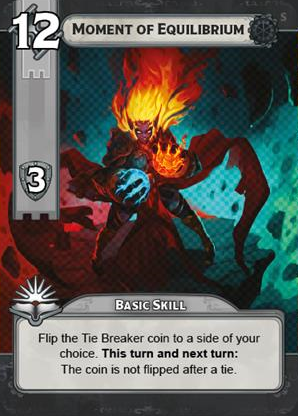 12
MOMENT OF EQUILIBRIUM
S
3
BASIC SKILL
Flip the Tie Breaker coin to a side of your
choice. This turn and next turn:
The coin is not flipped after a tie.